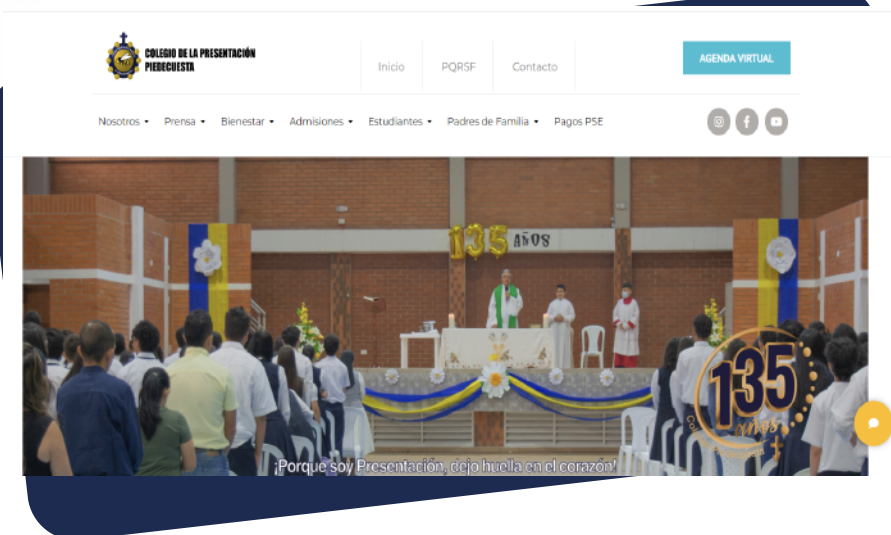 COLEGIO DE LA PRESENTACIÓN
PIEDECUESTA
Inicio
PQRSF
Contacto
AGENDA VIRTUAL
Nosotros
Prensa
Bienestar
Admisiones
Estudiantes
Padres de Familia
Pagos PSE
135 AÑOS
135
años
¡Porque soy Presentación, dejo huella en el corazón!